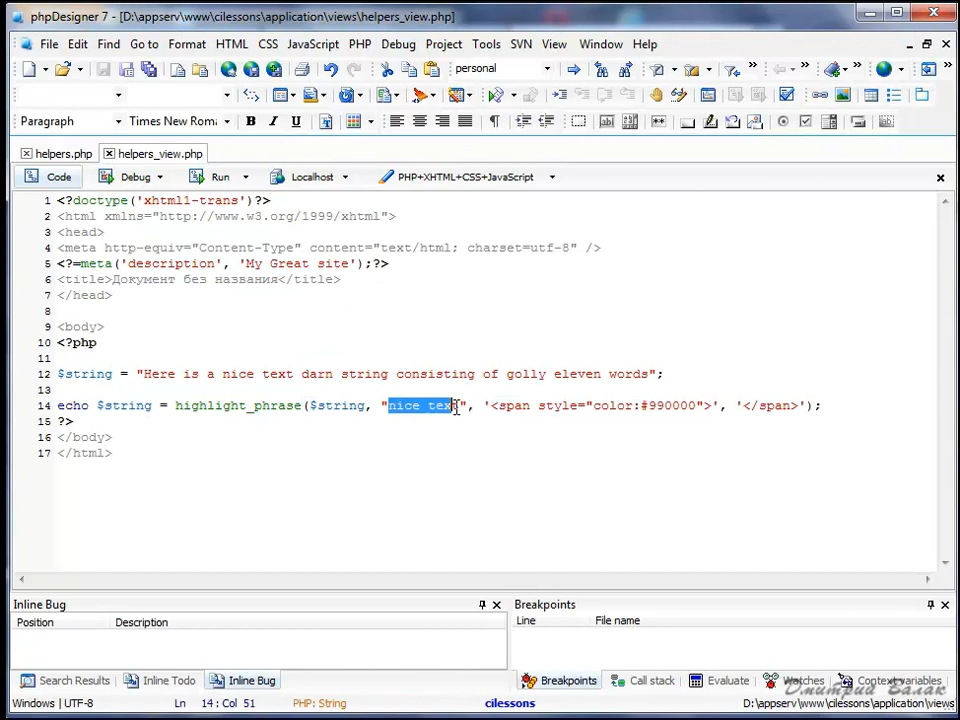 phpDesigner 7 - [D:\appserv\www\cilessons\application\views\helpers_view.php]
File Edit Find Go to Format HTML CSS JavaScript PHP Debug Project Tools SVN View Window Help
personal
Paragraph Times New Roma B I U
helpers.php helpers_view.php
Code Debug Run Localhost PHP+XHTML+CSS+JavaScript
1 <?doctype('xhtml1-trans')?>
2 <html xmlns="http://www.w3.org/1999/xhtml">
3 <head>
4 <meta http-equiv="Content-Type" content="text/html; charset=utf-8" />
5 <?=meta('description', 'My Great site');?>
6 <title>Документ без названия</title>
7 </head>
8
9 <body>
10 <?php
11
12 $string = "Here is a nice text darn string consisting of golly eleven words";
13
14 echo $string = highlight_phrase($string, "nice text", '<span style="color:#990000">', '</span>');
15 ?>
16 </body>
17 </html>
Inline Bug Breakpoints
Position Description Line File name
Search Results Inline Todo Inline Bug Breakpoints Call stack Evaluate Watches Context variables
Дмитрий Валак
Windows | UTF-8 Ln 14 : Col 51 PHP: String cilessons D:\appserv\www\cilessons\application\views